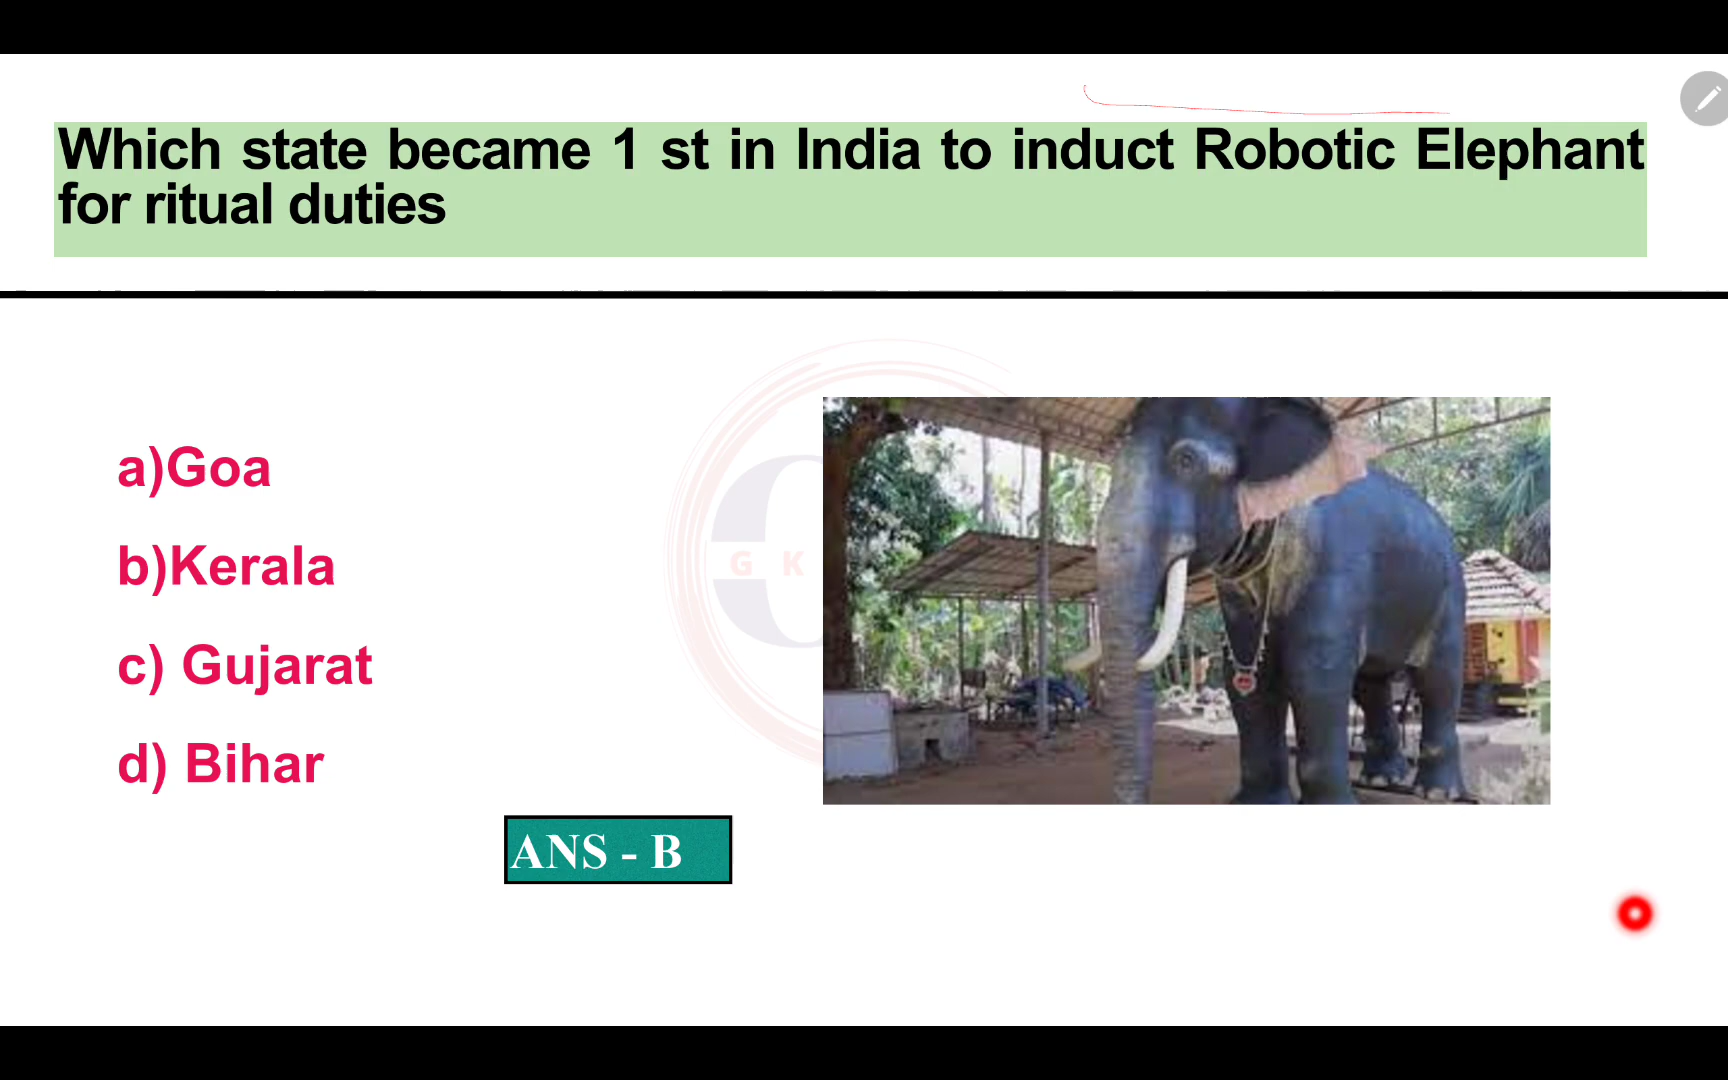 Which state became 1 st in India to induct Robotic Elephant
for ritual duties
a)Goa
b)Kerala
c) Gujarat
d) Bihar
G K
ANS - B